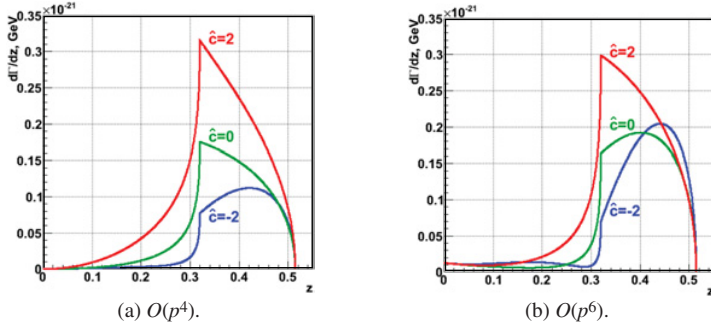 0.35 ×10⁻²¹
dΓ/dz, GeV
0.3
0.25
0.2
0.15
0.1
0.05
0
ĉ=2
ĉ=0
ĉ=-2
0 0.1 0.2 0.3 0.4 0.5
z
(a) O(p⁴).
0.35 ×10⁻²¹
dΓ/dz, GeV
0.3
0.25
0.2
0.15
0.1
0.05
0
ĉ=2
ĉ=0
ĉ=-2
0 0.1 0.2 0.3 0.4 0.5
z
(b) O(p⁶).